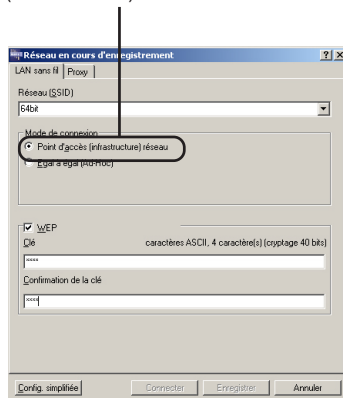 Réseau en cours d'enregistrement
LAN sans fil Proxy
Réseau (SSID)
64bit
Mode de connexion
Point d'accès (infrastructure) réseau
Égal à égal (Ad-Hoc)
WEP
Clé caractères ASCII, 4 caractère(s) (cryptage 40 bits)
××××
Confirmation de la clé
××××
Config. simplifiée Connecter Enregistrer Annuler